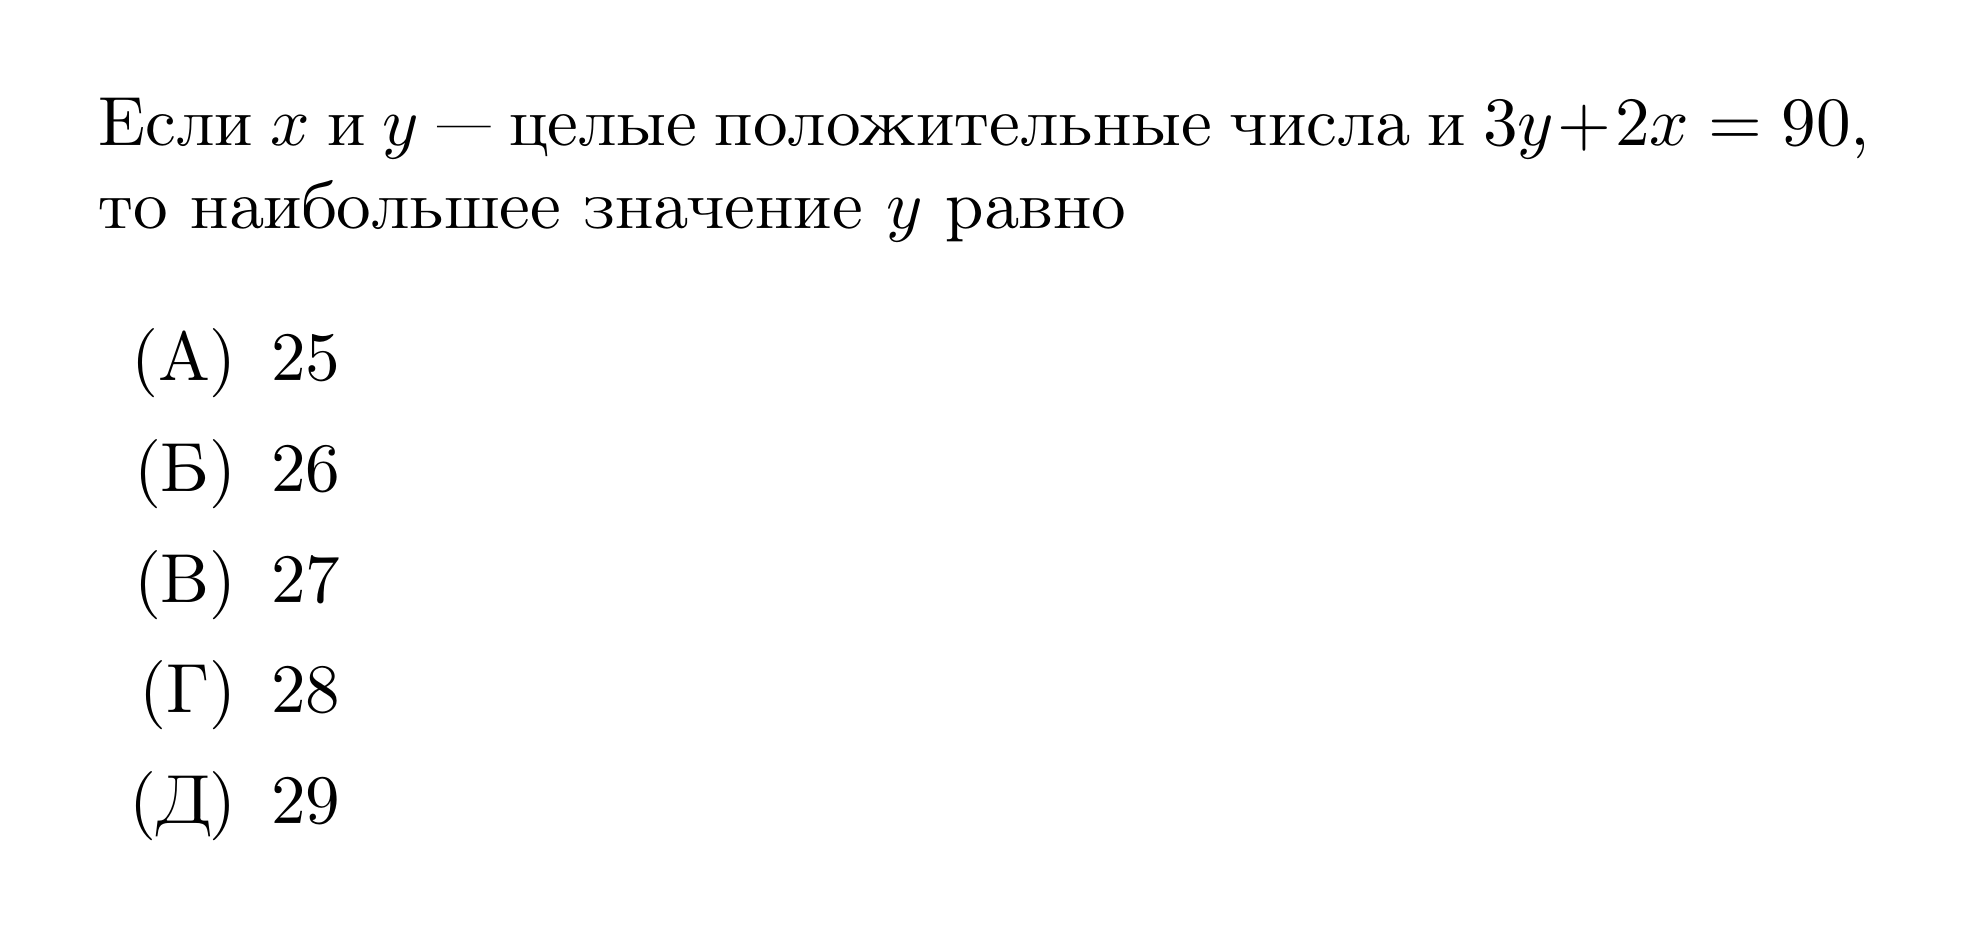 Если x и y — целые положительные числа и 3y+2x = 90,
то наибольшее значение y равно
(А) 25
(Б) 26
(В) 27
(Г) 28
(Д) 29